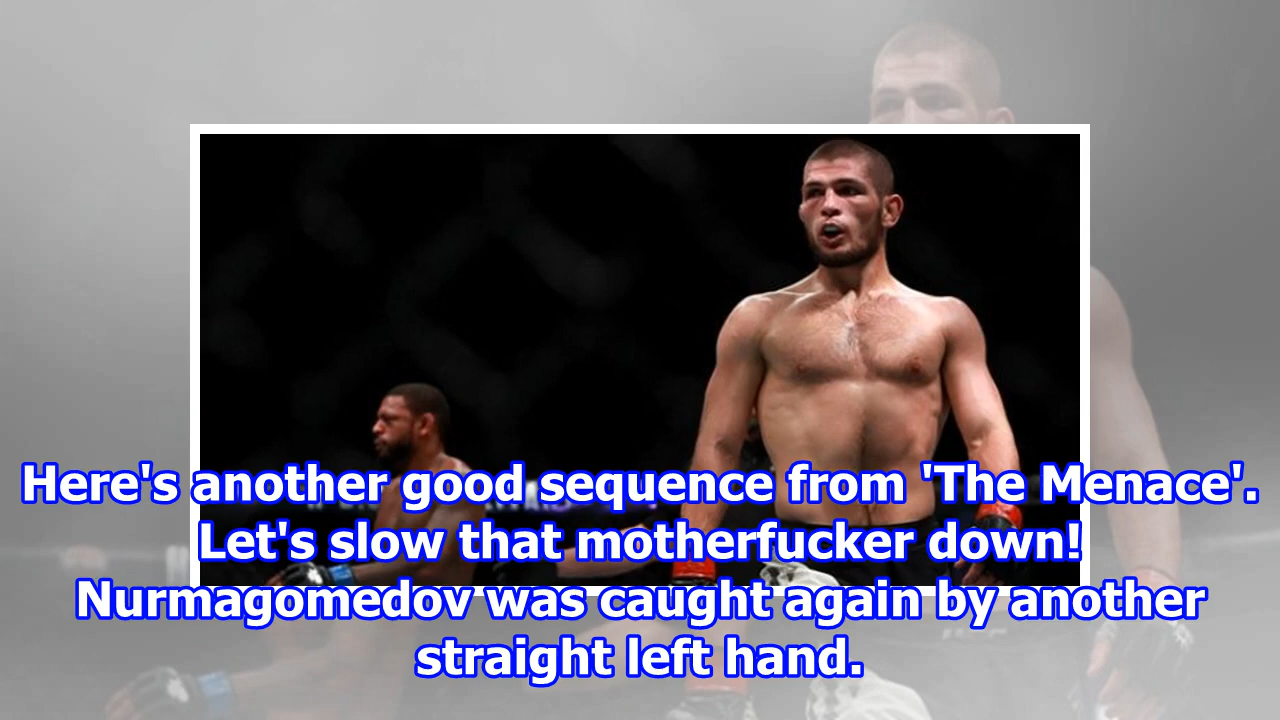 Here's another good sequence from 'The Menace'.
Let's slow that motherfucker down!
Nurmagomedov was caught again by another
straight left hand.